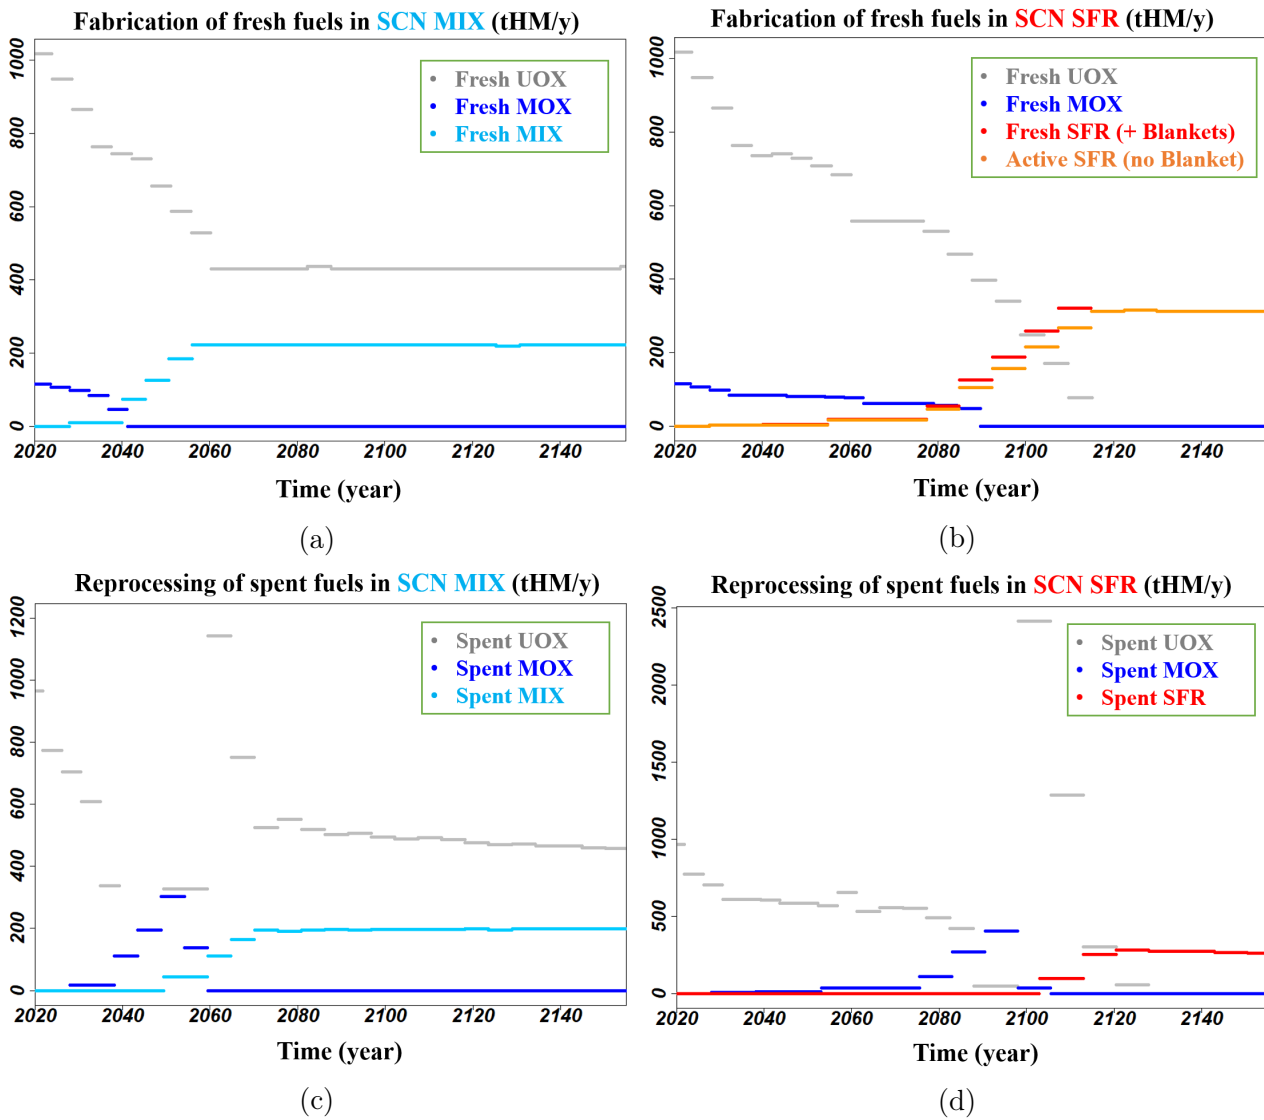 Fabrication of fresh fuels in SCN MIX (tHM/y)
1000
800
600
400
200
0
Fresh UOX
Fresh MOX
Fresh MIX
2020 2040 2060 2080 2100 2120 2140
Time (year)
(a)
Fabrication of fresh fuels in SCN SFR (tHM/y)
1000
800
600
400
200
0
Fresh UOX
Fresh MOX
Fresh SFR (+ Blankets)
Active SFR (no Blanket)
2020 2040 2060 2080 2100 2120 2140
Time (year)
(b)
Reprocessing of spent fuels in SCN MIX (tHM/y)
1200
1000
800
600
400
200
0
Spent UOX
Spent MOX
Spent MIX
2020 2040 2060 2080 2100 2120 2140
Time (year)
(c)
Reprocessing of spent fuels in SCN SFR (tHM/y)
2500
2000
1500
1000
500
0
Spent UOX
Spent MOX
Spent SFR
2020 2040 2060 2080 2100 2120 2140
Time (year)
(d)